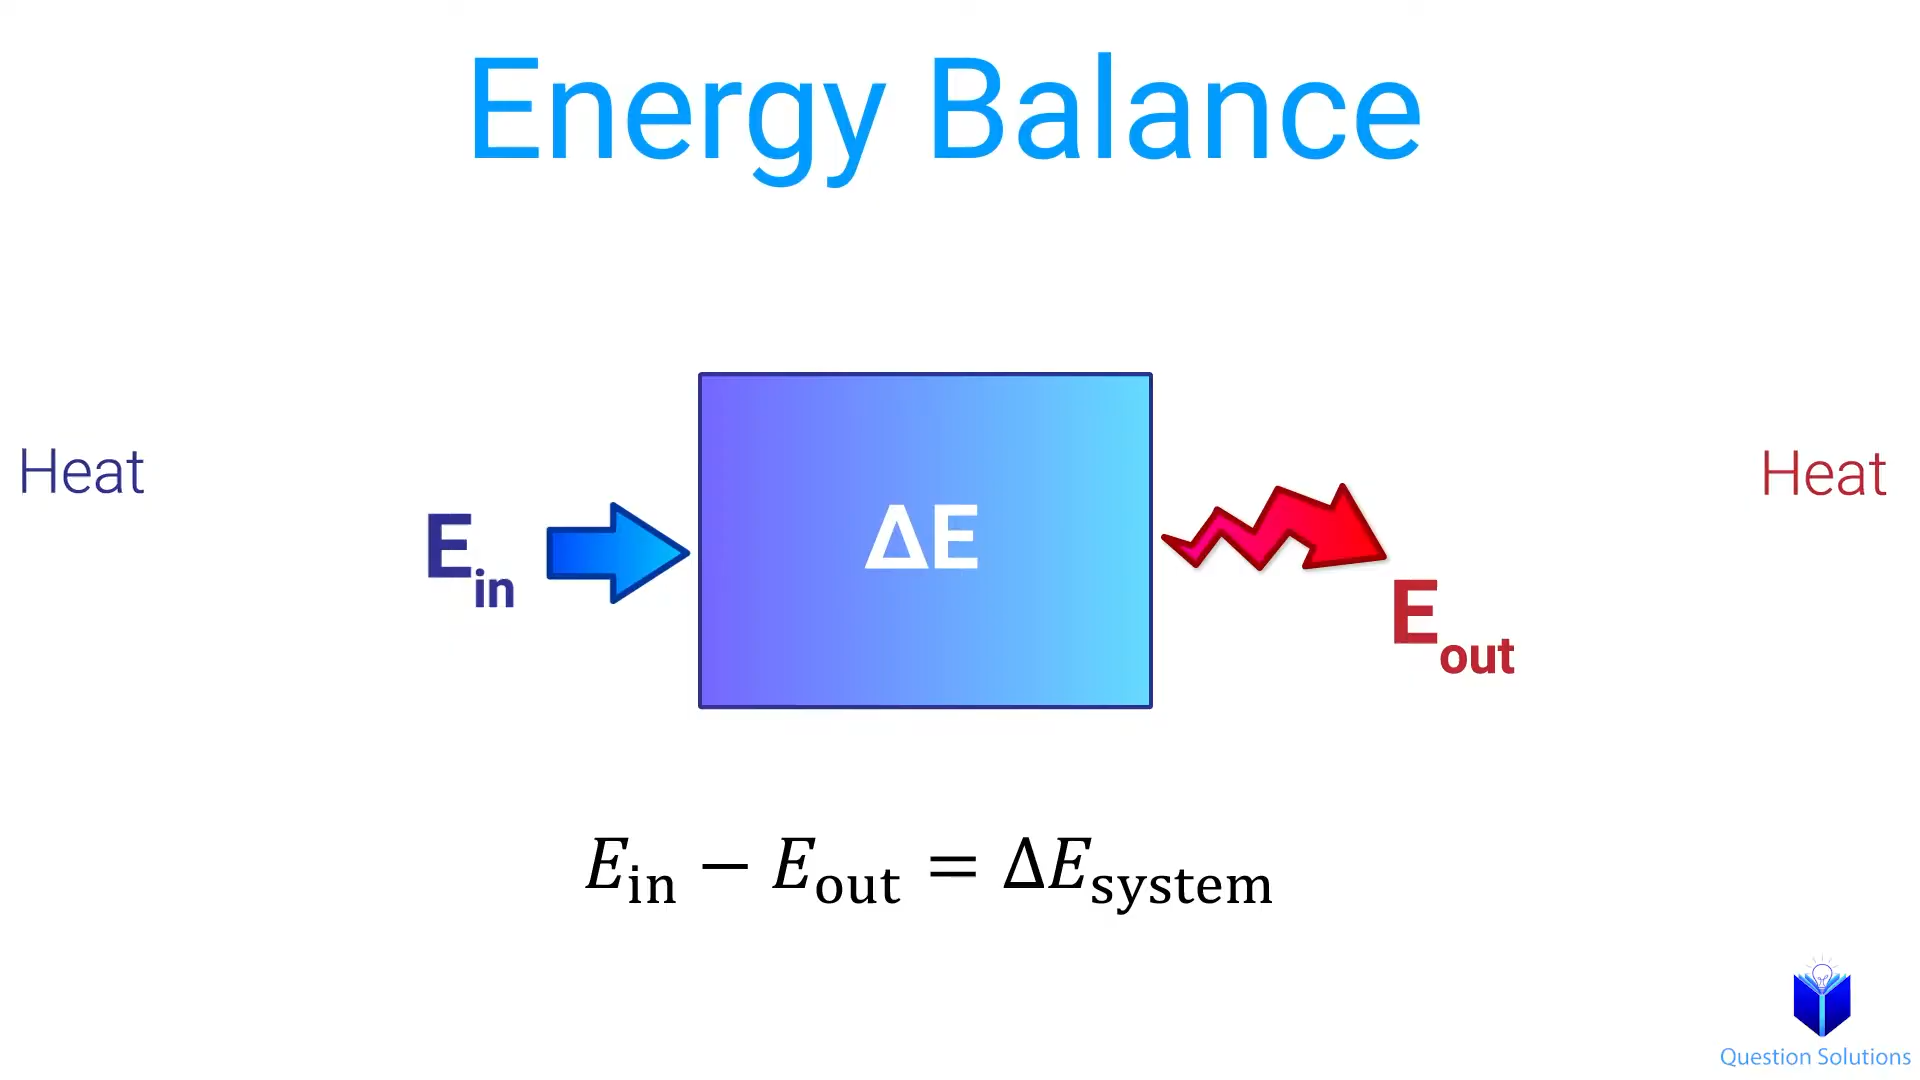 Energy Balance
Heat
Heat
E_in
ΔE
E_out
E_in − E_out = ΔE_system
Question Solutions